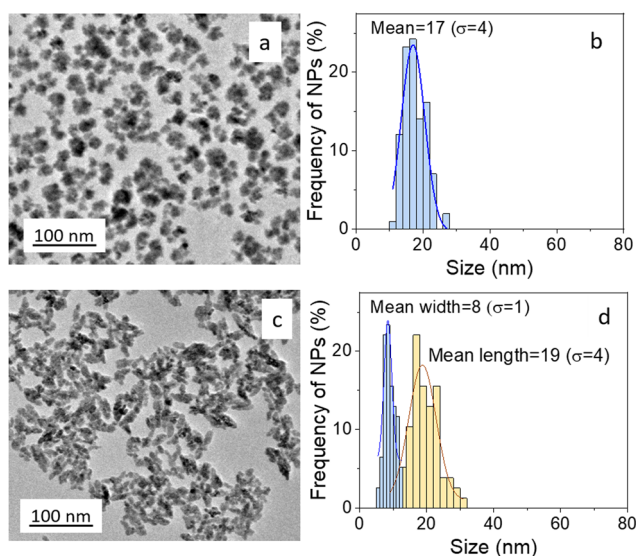 a
100 nm
b
Mean=17 (σ=4)
Frequency of NPs (%)
20
10
0
0 20 40 60 80
Size (nm)
c
100 nm
d
Mean width=8 (σ=1)
Mean length=19 (σ=4)
Frequency of NPs (%)
20
10
0
0 20 40 60 80
Size (nm)